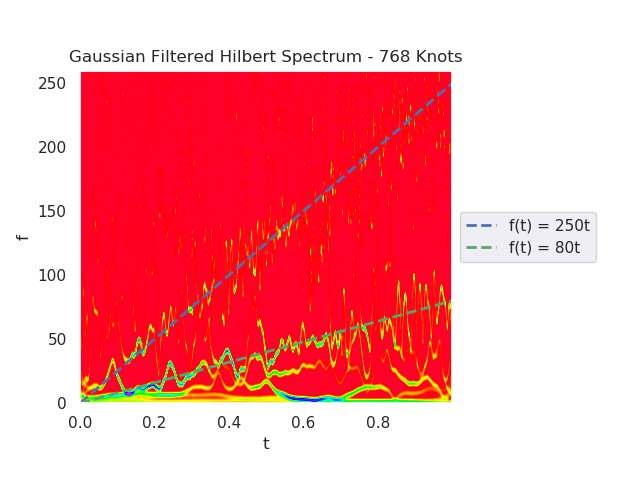 Gaussian Filtered Hilbert Spectrum - 768 Knots
250
200
150
100
50
0
f
0.0 0.2 0.4 0.6 0.8
t
f(t) = 250t
f(t) = 80t